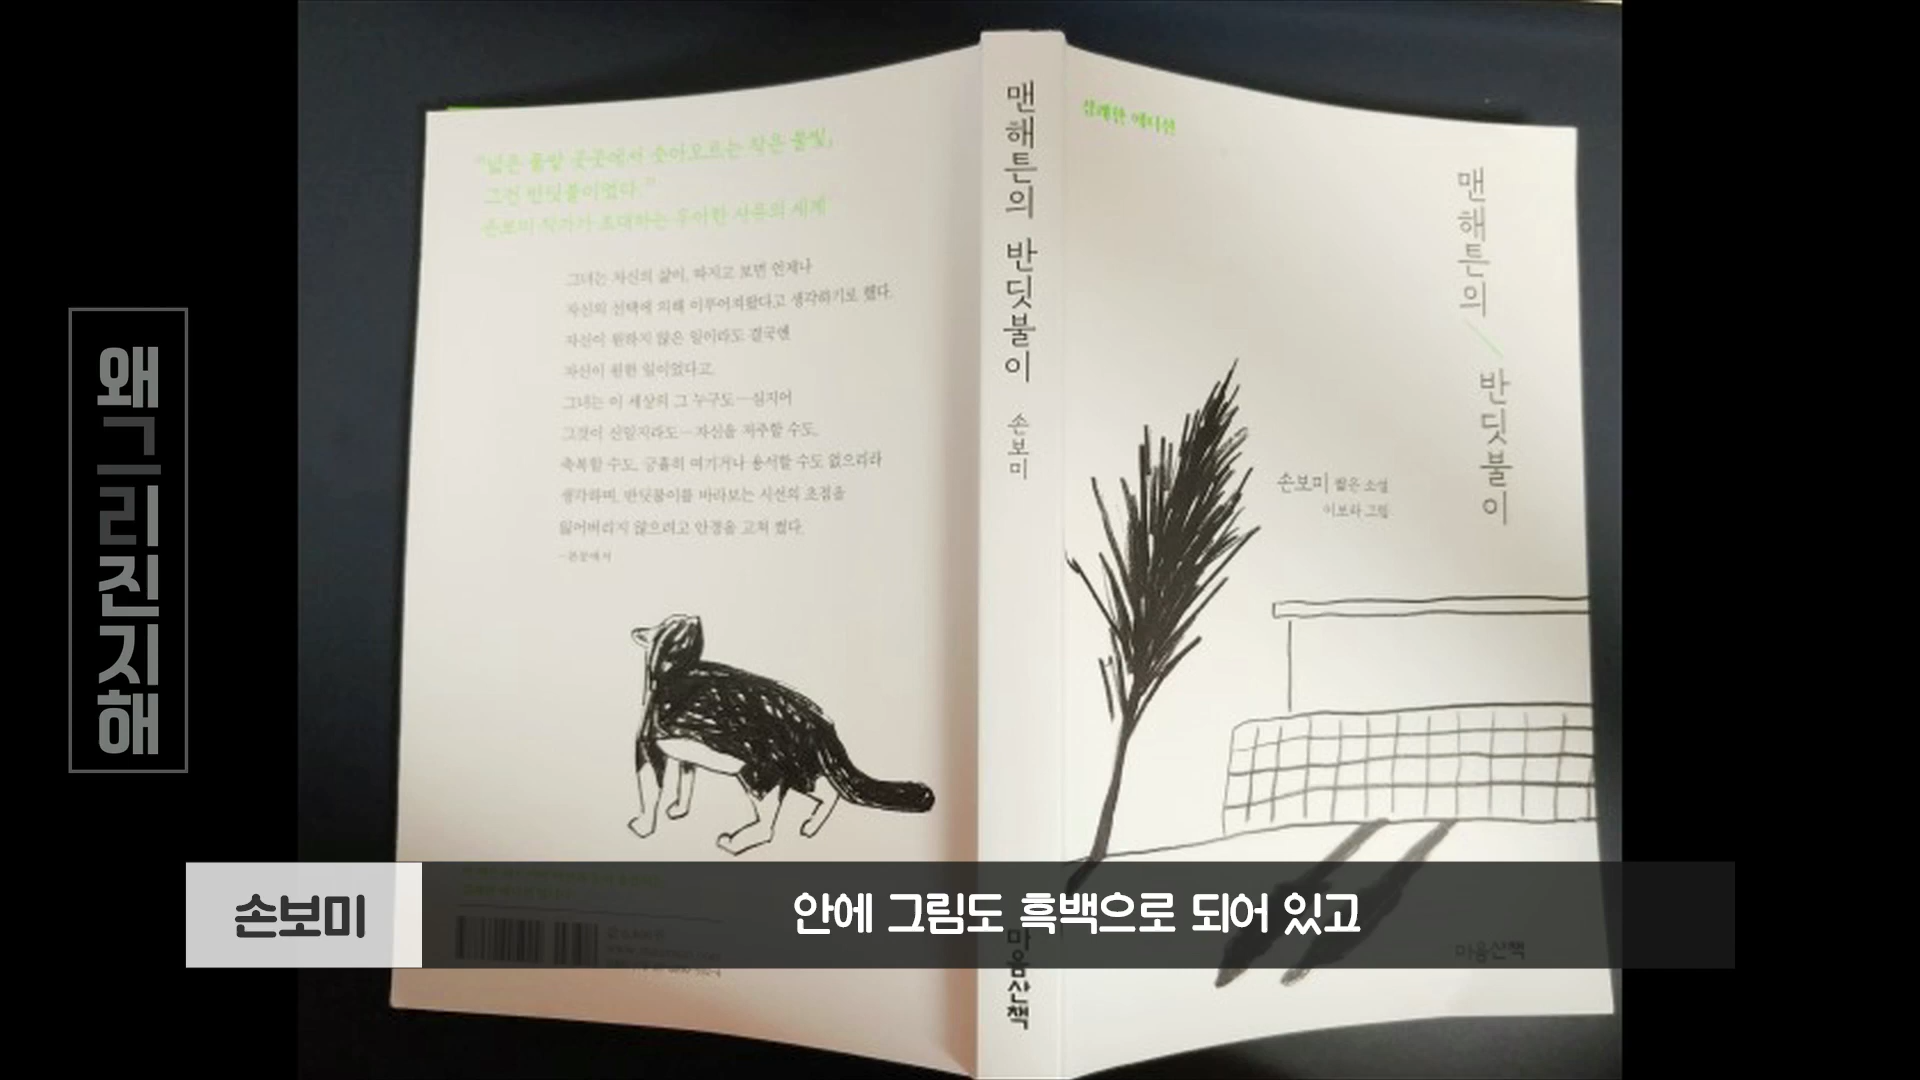 왜그리진지해
"넓은 풀밭 곳곳에서 솟아오르는 작은 불빛,
그건 반딧불이었다."
손보미 작가가 초대하는 우아한 사유의 세계
그녀는 자신의 삶이, 따지고 보면 언제나
자신의 선택에 의해 이루어져왔다고 생각하기로 했다.
자신이 원하지 않은 일이라도 결국엔
자신이 원한 일이었다고.
그녀는 이 세상의 그 누구도—심지어
그것이 신일지라도—자신을 저주할 수도,
축복할 수도, 긍휼히 여기거나 용서할 수도 없으리라
생각하며, 반딧불이를 바라보는 시선의 초점을
잃어버리지 않으려고 안경을 고쳐 썼다.
—본문에서
맨해튼의 반딧불이
손보미
마음산책
짧은 에디션
맨해튼의
반딧불이
손보미 짧은 소설
이보라 그림
마음산책
손보미
안에 그림도 흑백으로 되어 있고